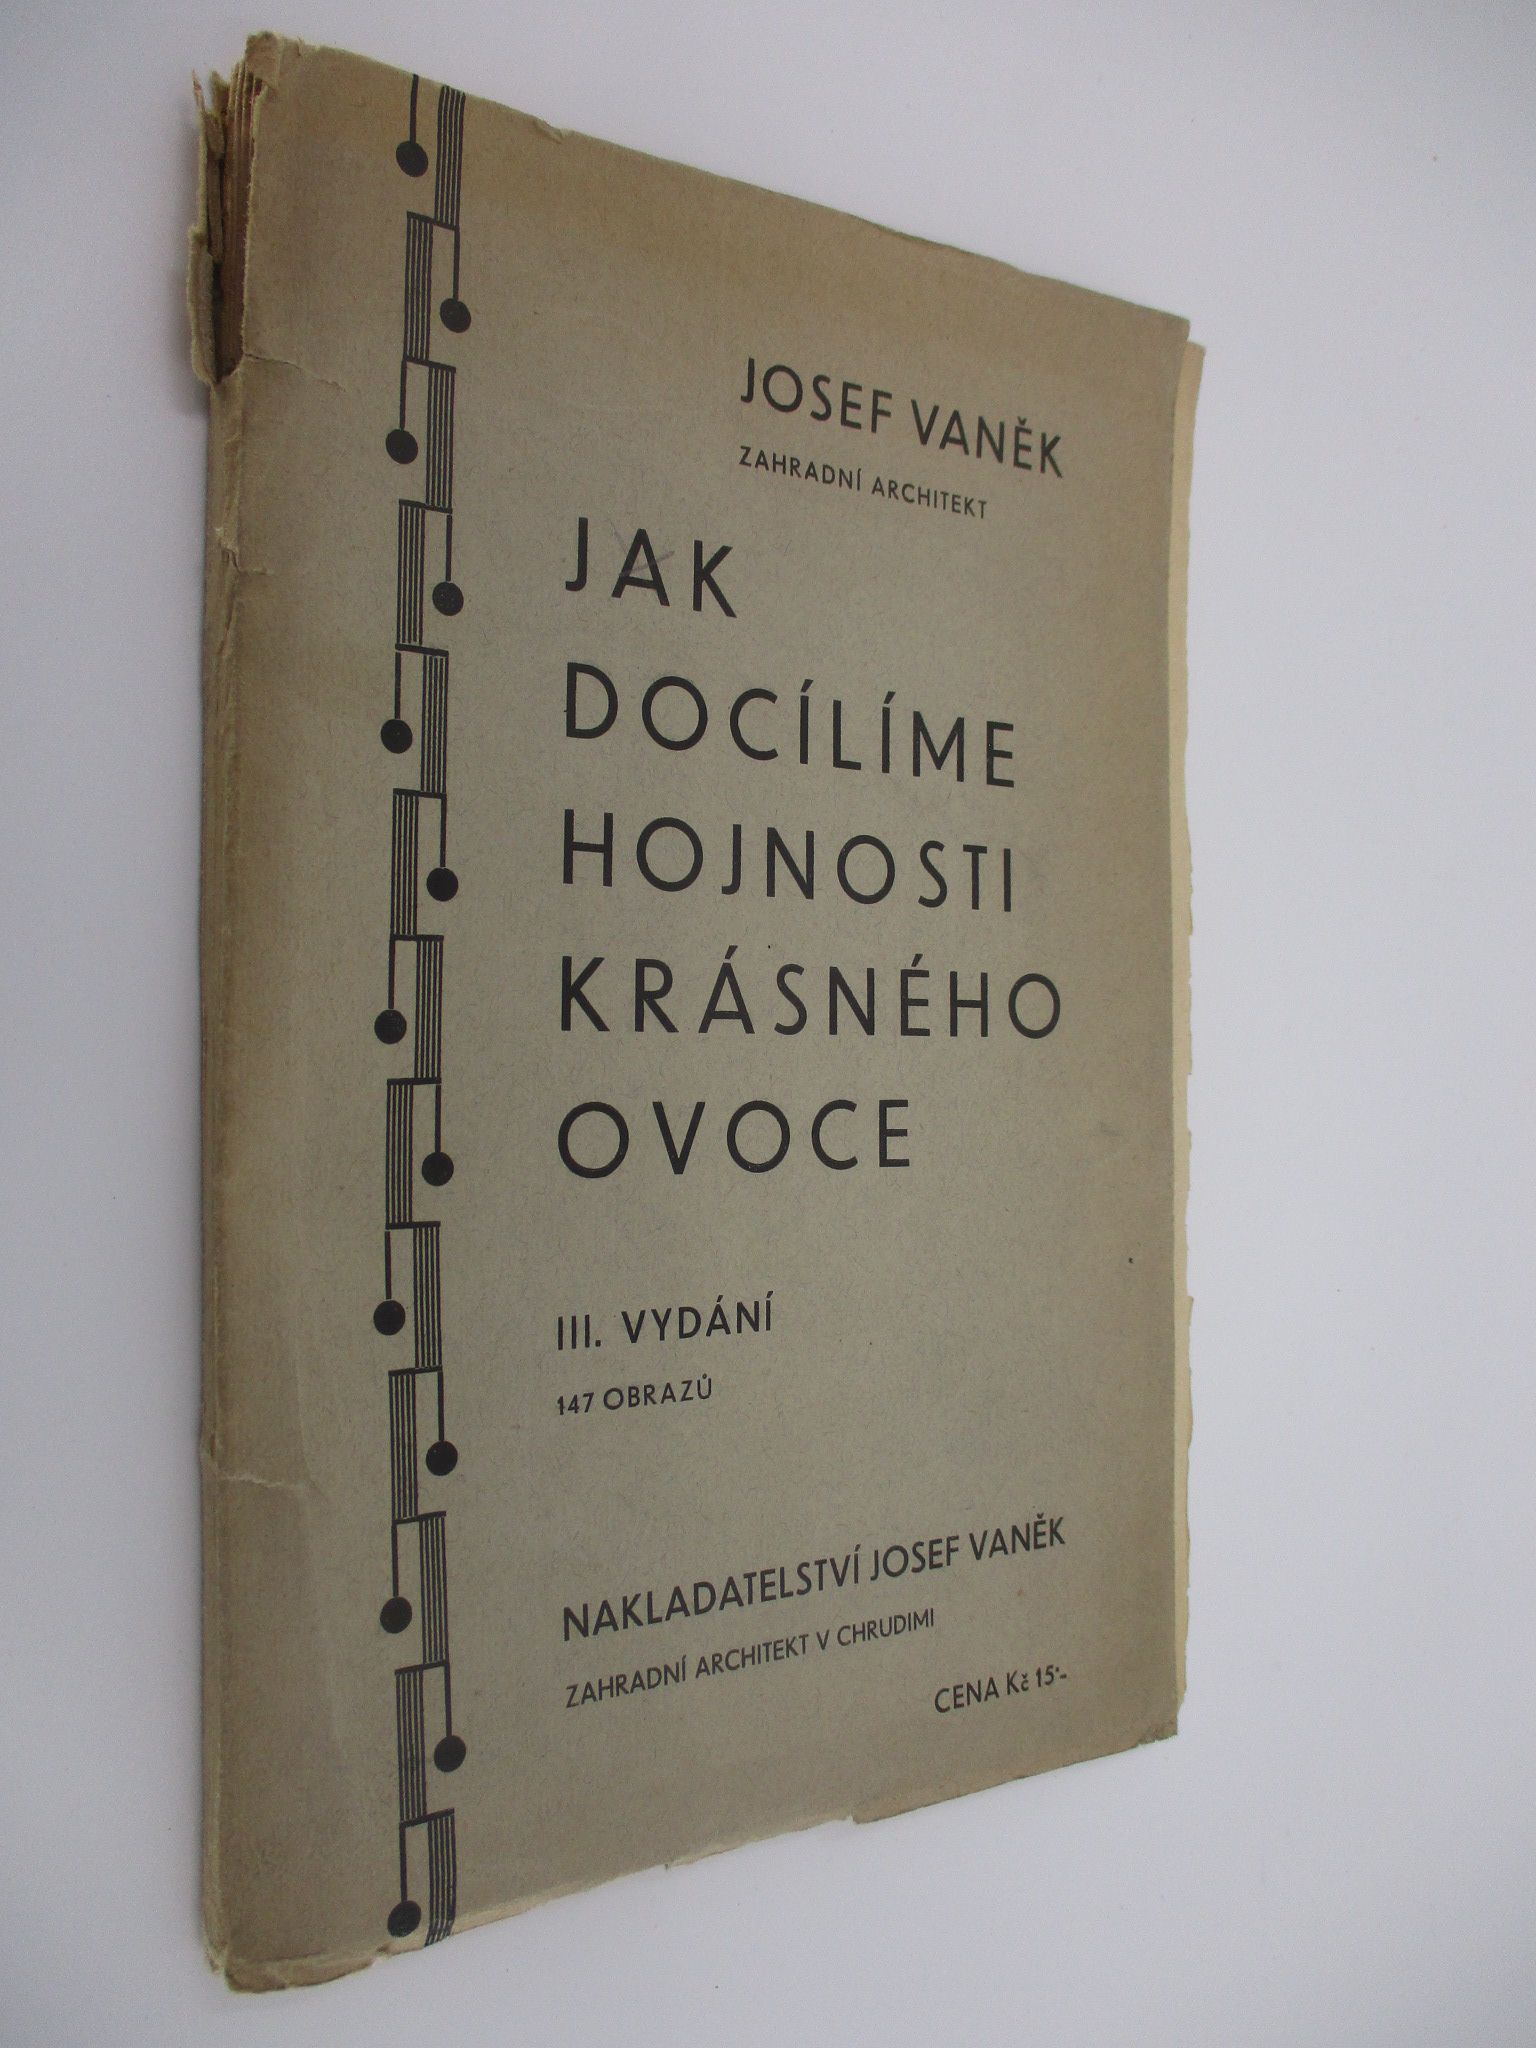 JOSEF VANĚK
ZAHRADNÍ ARCHITEKT
JAK
DOCÍLÍME
HOJNOSTI
KRÁSNÉHO
OVOCE
III. VYDÁNÍ
147 OBRAZŮ
NAKLADATELSTVÍ JOSEF VANĚK
ZAHRADNÍ ARCHITEKT V CHRUDIMI
CENA Kč 15·-